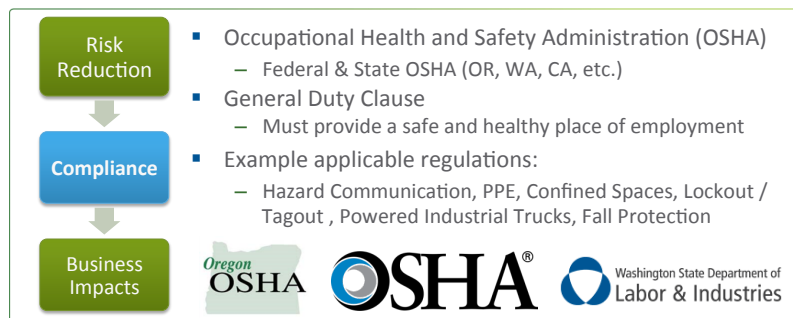 Risk
Reduction
Compliance
Business
Impacts
▪ Occupational Health and Safety Administration (OSHA)
– Federal & State OSHA (OR, WA, CA, etc.)
▪ General Duty Clause
– Must provide a safe and healthy place of employment
▪ Example applicable regulations:
– Hazard Communication, PPE, Confined Spaces, Lockout /
Tagout , Powered Industrial Trucks, Fall Protection
Oregon
OSHA
OSHA®
Washington State Department of
Labor & Industries